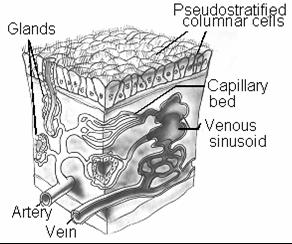 Pseudostratified
columnar cells
Glands
Capillary
bed
Venous
sinusoid
Artery
Vein